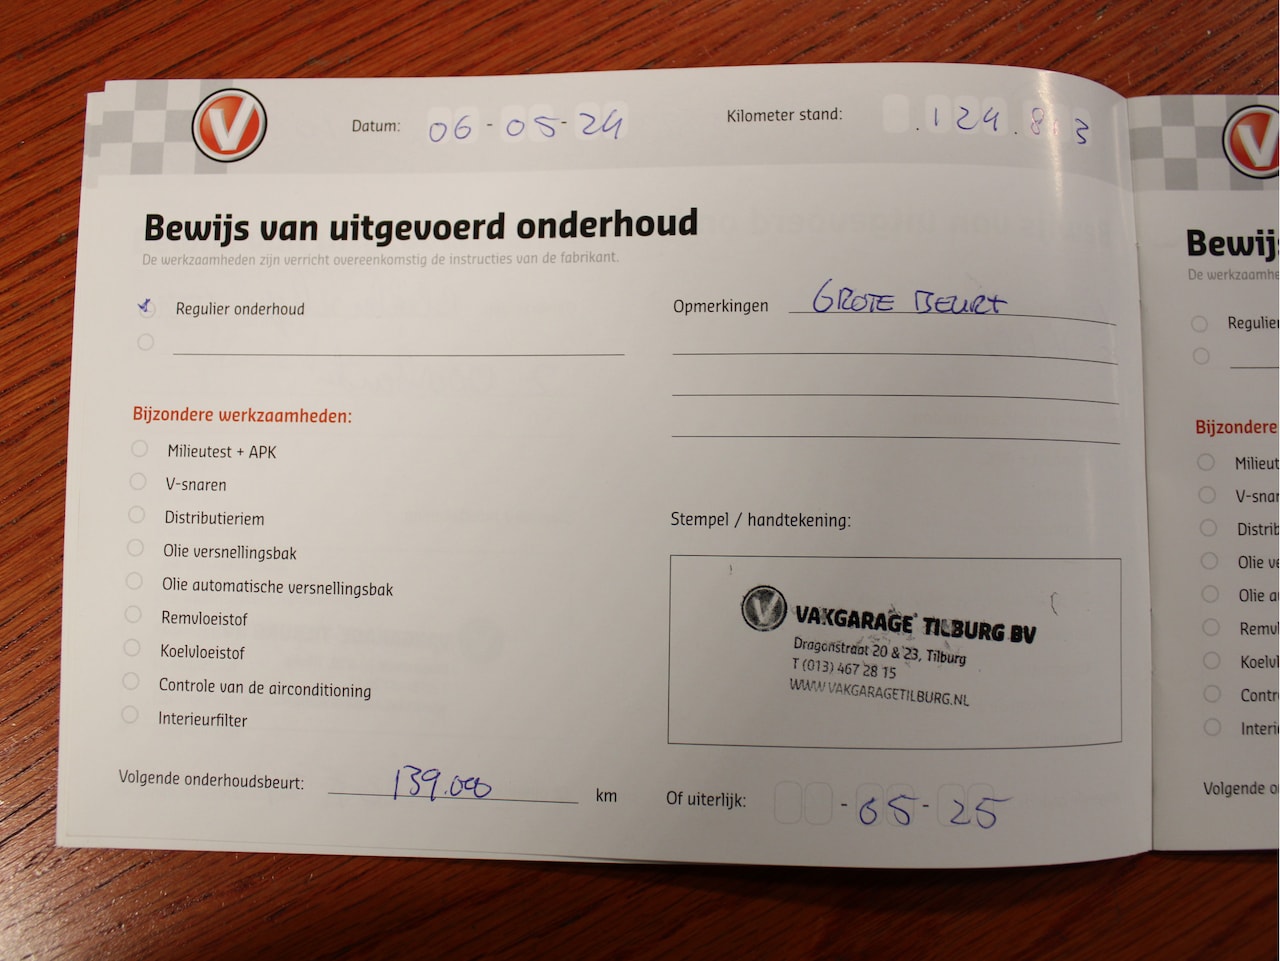 Datum: 06-05-24
Kilometer stand: .124.8 3
Bewijs van uitgevoerd onderhoud
De werkzaamheden zijn verricht overeenkomstig de instructies van de fabrikant.
Regulier onderhoud
Opmerkingen GROTE BEURT
Bijzondere werkzaamheden:
Milieutest + APK
V-snaren
Distributieriem
Olie versnellingsbak
Olie automatische versnellingsbak
Remvloeistof
Koelvloeistof
Controle van de airconditioning
Interieurfilter
Stempel / handtekening:
V VAKGARAGE TILBURG BV
Dragonstraat 20 & 23, Tilburg
T (013) 467 28 15
WWW.VAKGARAGETILBURG.NL
Volgende onderhoudsbeurt: 139.000 km
Of uiterlijk: -05-25
Bewij
De werkzaamhe
Regulie
Bijzondere
Milieut
V-snar
Distrib
Olie ve
Olie a
Remvl
Koelvl
Contr
Interi
Volgende o